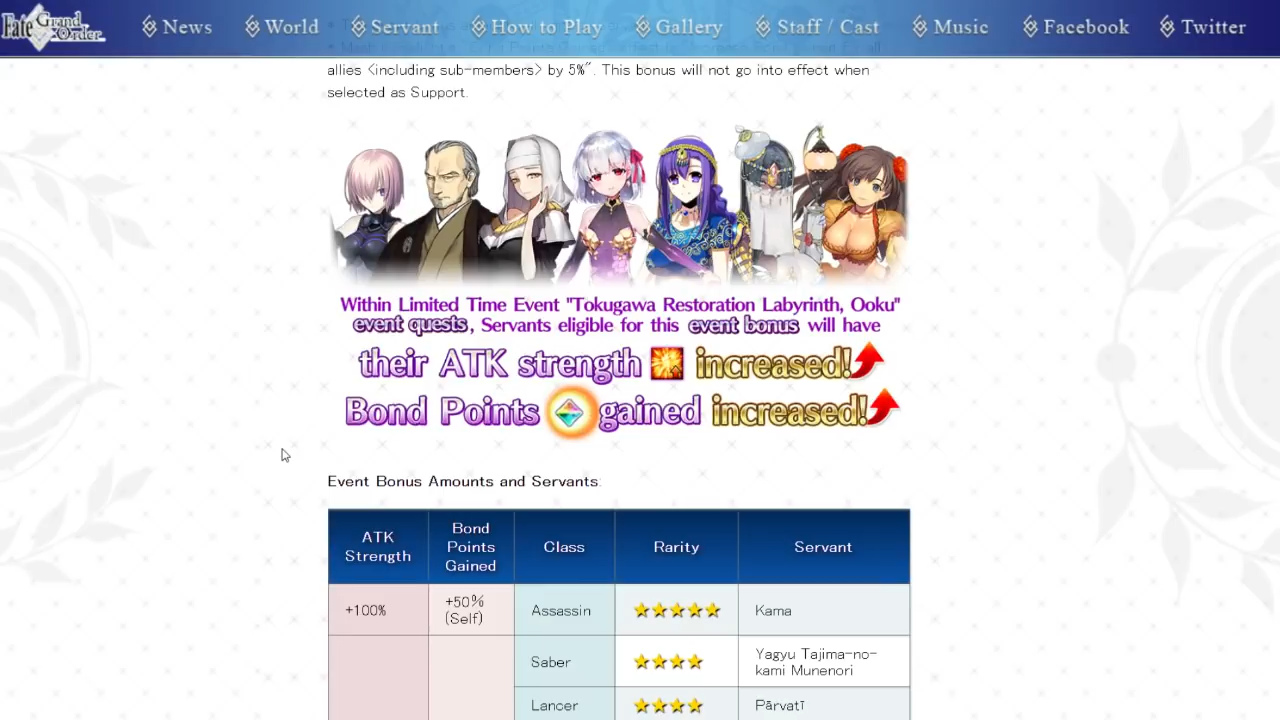 Fate Grand Order
News
World
Servant
How to Play
Gallery
Staff / Cast
Music
Facebook
Twitter
allies <including sub-members> by 5%". This bonus will not go into effect when
selected as Support.
Within Limited Time Event "Tokugawa Restoration Labyrinth, Ooku"
event quests, Servants eligible for this event bonus will have
their ATK strength increased!
Bond Points gained increased!
Event Bonus Amounts and Servants
ATK
Strength
Bond
Points
Gained
Class
Rarity
Servant
+100%
+50%
(Self)
Assassin
★★★★★
Kama
Saber
★★★★
Yagyu Tajima-no-
kami Munenori
Lancer
★★★★
Pārvatī